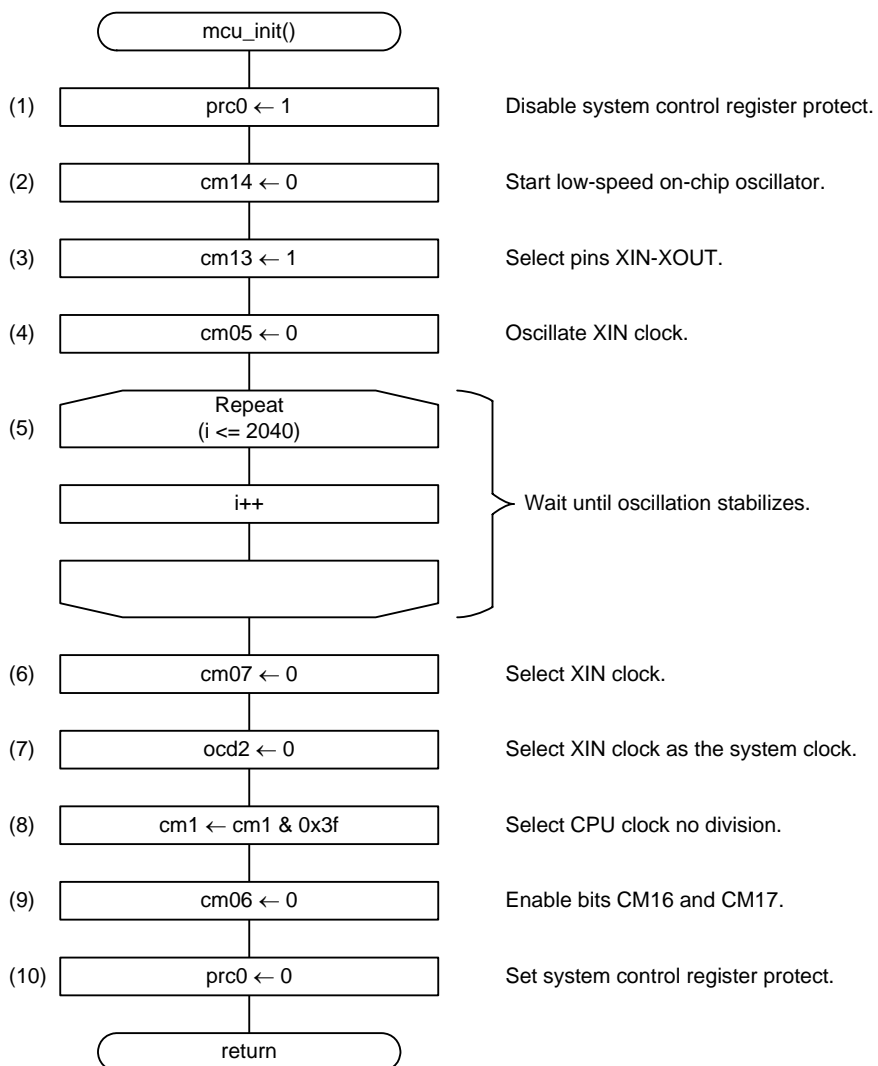 mcu_init()
(1) prc0 ← 1 Disable system control register protect.
(2) cm14 ← 0 Start low-speed on-chip oscillator.
(3) cm13 ← 1 Select pins XIN-XOUT.
(4) cm05 ← 0 Oscillate XIN clock.
(5) Repeat
(i <= 2040)
i++ Wait until oscillation stabilizes.
(6) cm07 ← 0 Select XIN clock.
(7) ocd2 ← 0 Select XIN clock as the system clock.
(8) cm1 ← cm1 & 0x3f Select CPU clock no division.
(9) cm06 ← 0 Enable bits CM16 and CM17.
(10) prc0 ← 0 Set system control register protect.
return